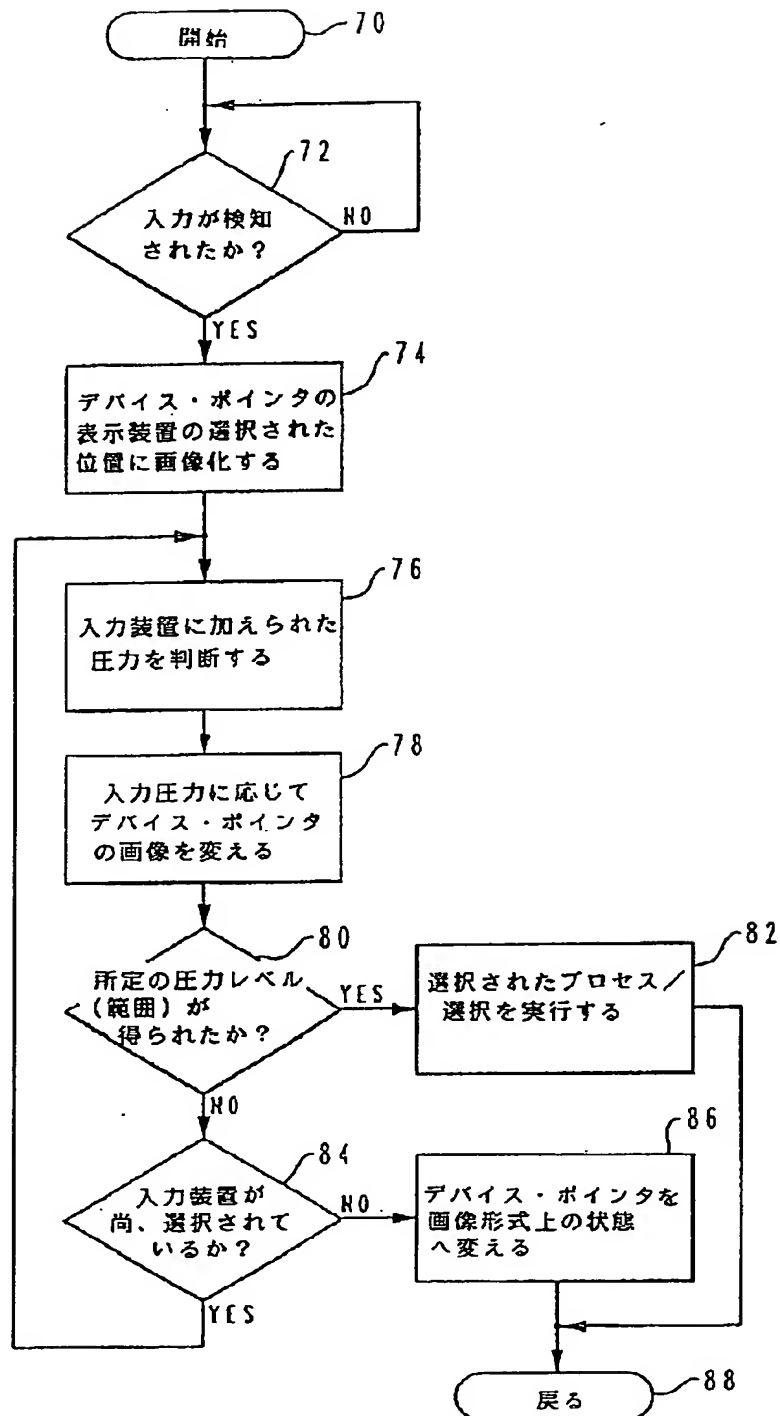 開始
70
72
入力が検知
されたか?
NO
YES
74
デバイス・ポインタの
表示装置の選択された
位置に画像化する
76
入力装置に加えられた
圧力を判断する
78
入力圧力に応じて
デバイス・ポインタ
の画像を変える
80
所定の圧力レベル
(範囲)が
得られたか?
YES
82
選択されたプロセス/
選択を実行する
NO
84
入力装置が
尚、選択されて
いるか?
NO
86
デバイス・ポインタを
画像形式上の状態
へ変える
YES
戻る
88